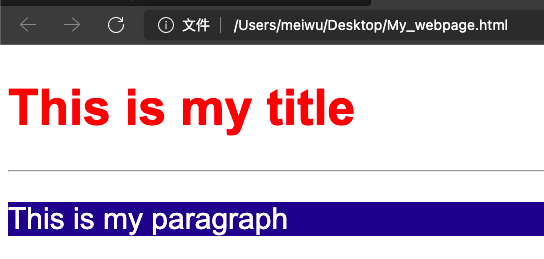 文件 /Users/meiwu/Desktop/My_webpage.html
This is my title
This is my paragraph